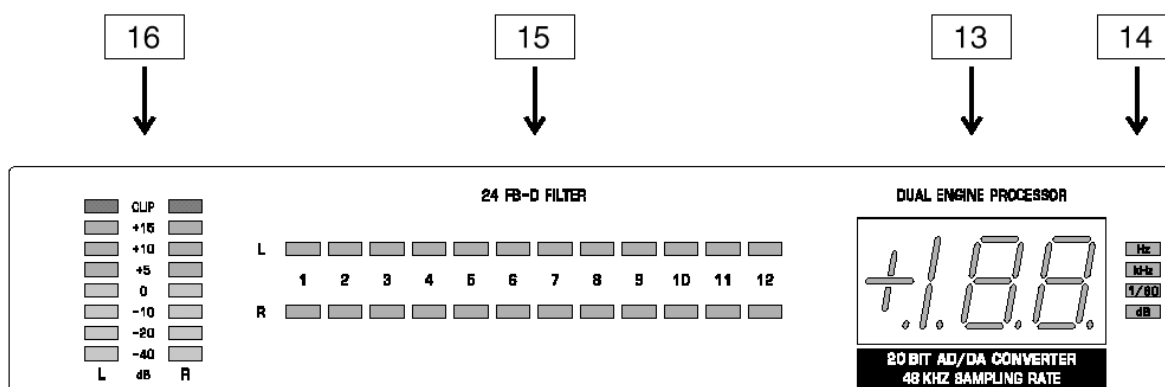 16 15 13 14
24 FB-D FILTER DUAL ENGINE PROCESSOR
CLIP
+15
+10
+5
0
-10
-20
-40
L dB R
L
1 2 3 4 5 6 7 8 9 10 11 12
R
+188
Hz
kHz
1/60
dB
20 BIT AD/DA CONVERTER
48 KHZ SAMPLING RATE